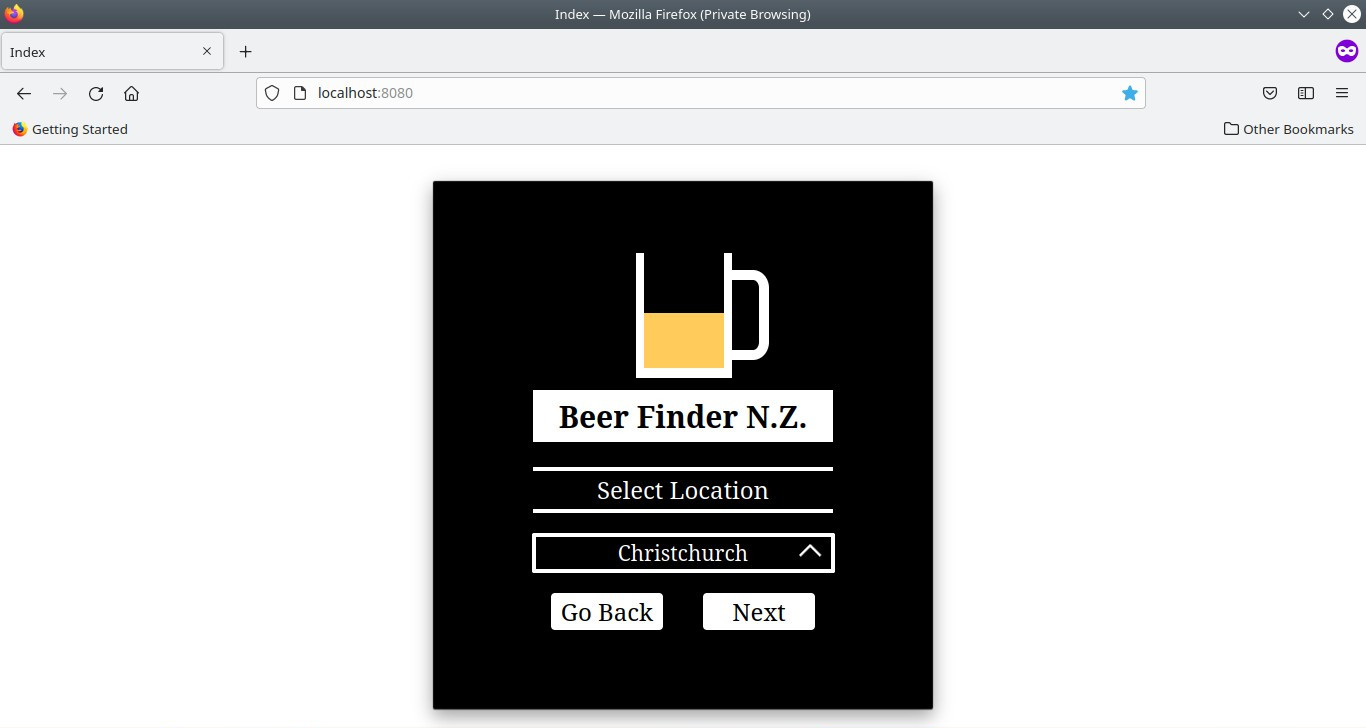 Index — Mozilla Firefox (Private Browsing)
Index
localhost:8080
Getting Started
Other Bookmarks
Beer Finder N.Z.
Select Location
Christchurch
Go Back
Next